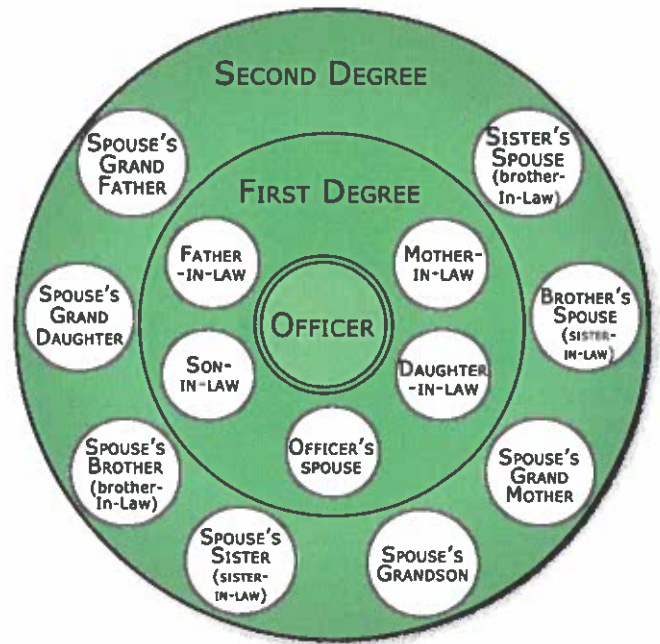 SECOND DEGREE
SPOUSE'S
GRAND
FATHER
SISTER'S
SPOUSE
(brother-
In-Law)
FIRST DEGREE
FATHER
-IN-LAW
MOTHER-
IN-LAW
SPOUSE'S
GRAND
DAUGHTER
OFFICER
BROTHER'S
SPOUSE
(SISTER-
IN-LAW)
SON-
IN-LAW
DAUGHTER
-IN-LAW
SPOUSE'S
BROTHER
(brother-
In-Law)
OFFICER'S
SPOUSE
SPOUSE'S
GRAND
MOTHER
SPOUSE'S
SISTER
(SISTER-
IN-LAW)
SPOUSE'S
GRANDSON